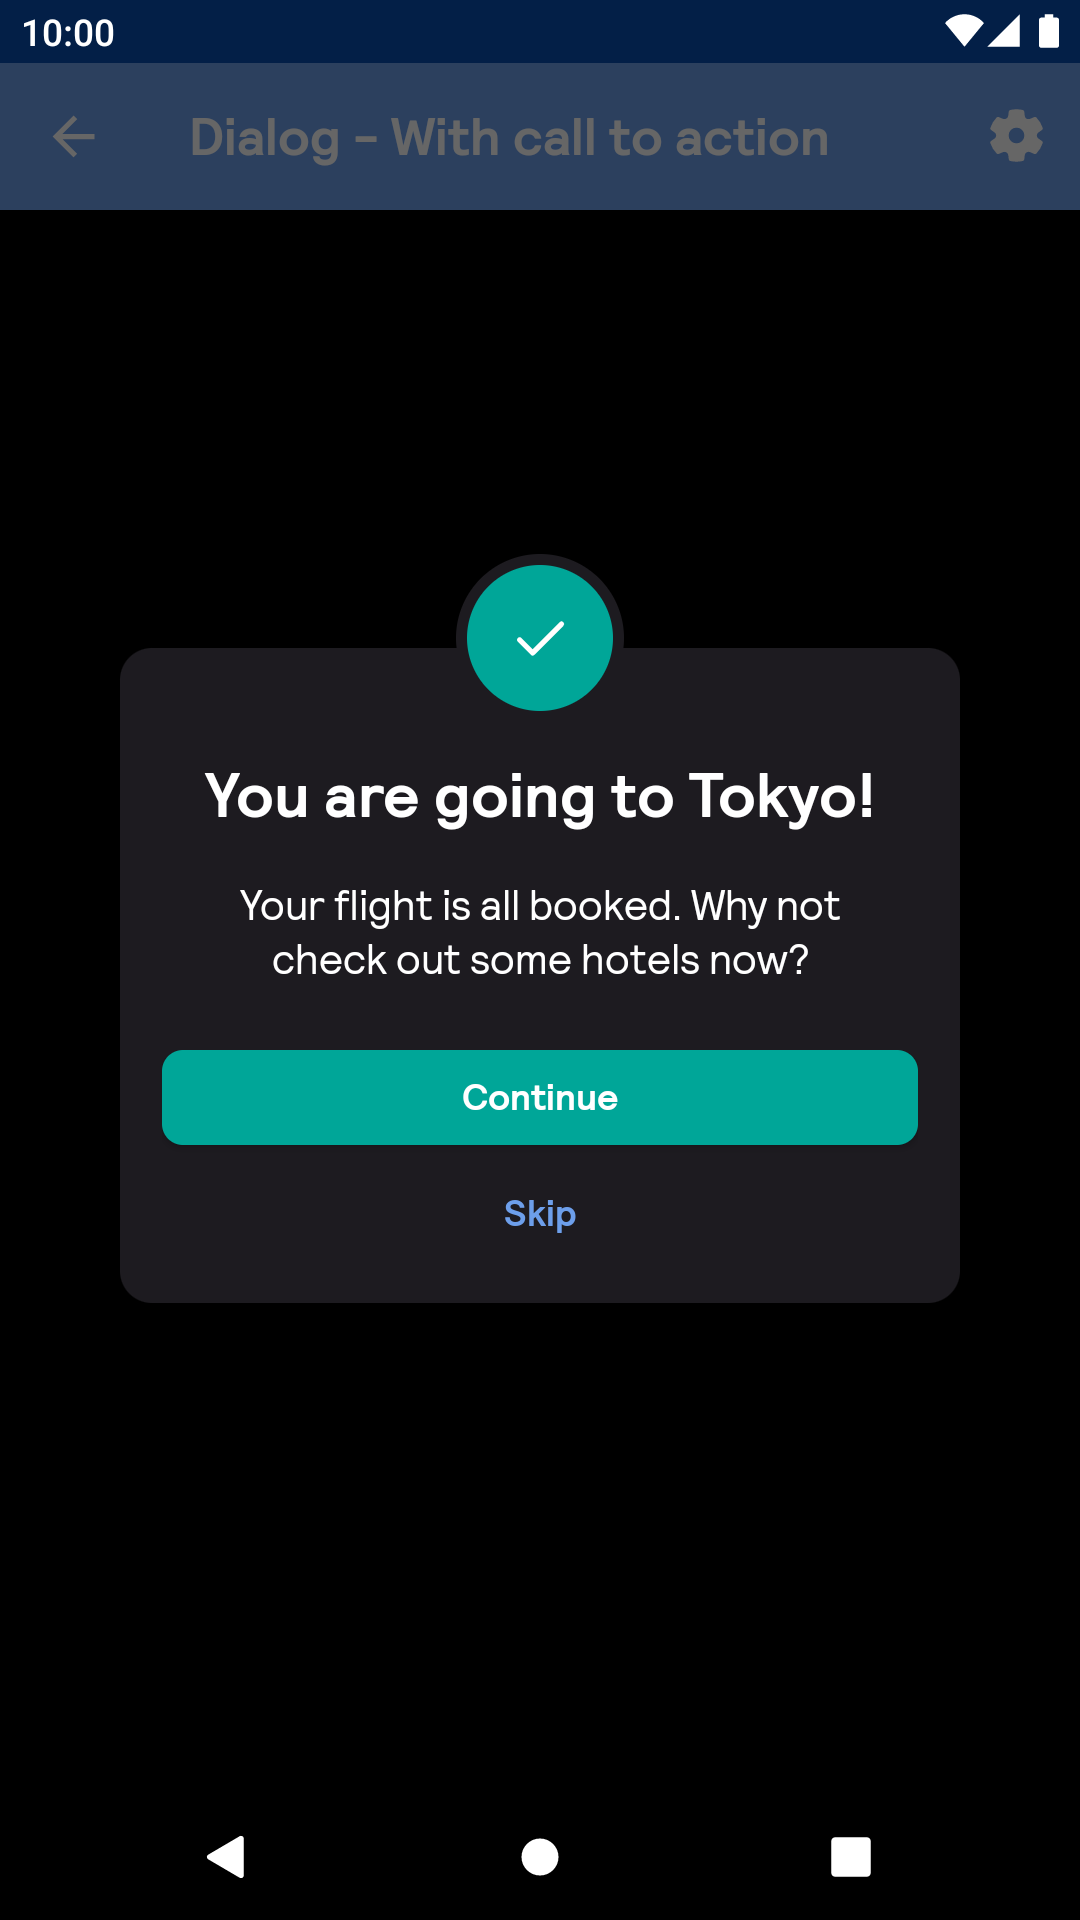 10:00
Dialog - With call to action
You are going to Tokyo!
Your flight is all booked. Why not
check out some hotels now?
Continue
Skip